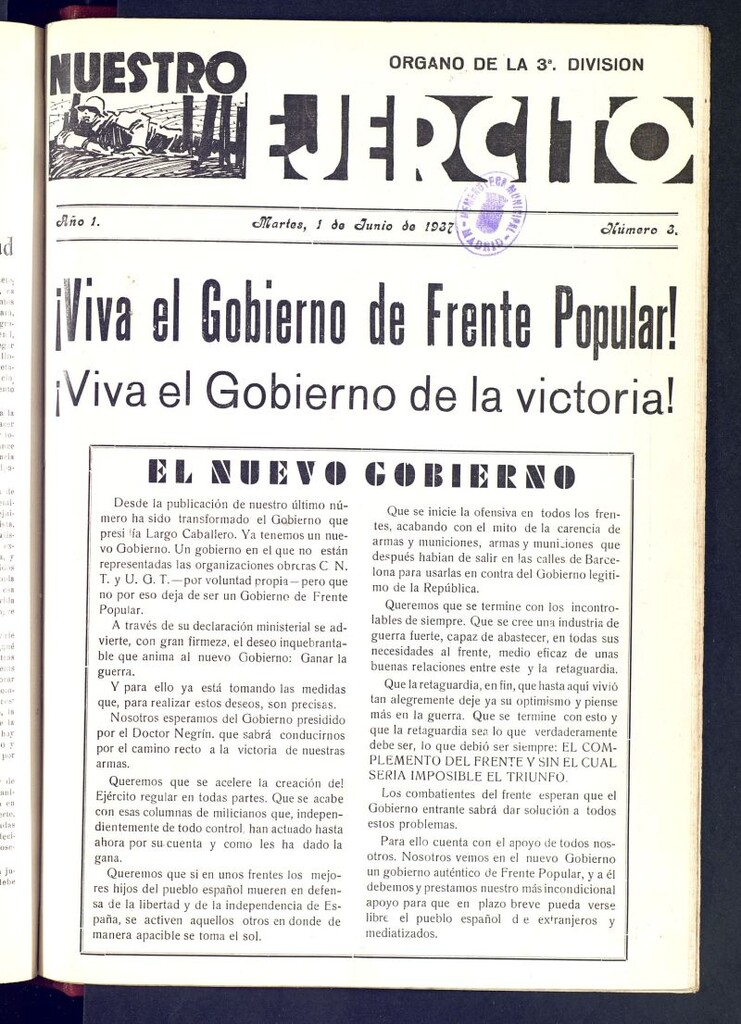 NUESTRO
ORGANO DE LA 3ª. DIVISION
EJERCITO
HEMEROTECA MUNICIPAL
MADRID
Año 1.
Martes, 1 de Junio de 1937
Número 3.
¡Viva el Gobierno de Frente Popular!
¡Viva el Gobierno de la victoria!
EL NUEVO GOBIERNO
Desde la publicación de nuestro último nú-
mero ha sido transformado el Gobierno que
presi ía Largo Caballero. Ya tenemos un nue-
vo Gobierno. Un gobierno en el que no están
representadas las organizaciones obreras C N.
T. y U. G. T.—por voluntad propia—pero que
no por eso deja de ser un Gobierno de Frente
Popular.
A través de su declaración ministerial se ad-
vierte, con gran firmeza, el deseo inquebranta-
ble que anima al nuevo Gobierno: Ganar la
guerra.
Y para ello ya está tomando las medidas
que, para realizar estos deseos, son precisas.
Nosotros esperamos del Gobierno presidido
por el Doctor Negrín, que sabrá conducirnos
por el camino recto a la victoria de nuestras
armas.
Queremos que se acelere la creación del
Ejército regular en todas partes. Que se acabe
con esas columnas de milicianos que, indepen-
dientemente de todo control, han actuado hasta
ahora por su cuenta y como les ha dado la
gana.
Queremos que si en unos frentes los mejo-
res hijos del pueblo español mueren en defen-
sa de la libertad y de la independencia de Es-
paña, se activen aquellos otros en donde de
manera apacible se toma el sol.
Que se inicie la ofensiva en todos los fren-
tes, acabando con el mito de la carencia de
armas y municiones, armas y municiones que
después habian de salir en las calles de Barce-
lona para usarlas en contra del Gobierno legiti-
mo de la República.
Queremos que se termine con los incontro-
lables de siempre. Que se cree una industria de
guerra fuerte, capaz de abastecer, en todas sus
necesidades al frente, medio eficaz de unas
buenas relaciones entre este y la retaguardia.
Que la retaguardia, en fin, que hasta aqui vivió
tan alegremente deje ya su optimismo y piense
más en la guerra. Que se termine con esto y
que la retaguardia sea lo que verdaderamente
debe ser, lo que debió ser siempre: EL COM-
PLEMENTO DEL FRENTE Y SIN EL CUAL
SERIA IMPOSIBLE EL TRIUNFO.
Los combatientes del frente esperan que el
Gobierno entrante sabrá dar solución a todos
estos problemas.
Para ello cuenta con el apoyo de todos nos-
otros. Nosotros vemos en el nuevo Gobierno
un gobierno auténtico de Frente Popular, y a él
debemos y prestamos nuestro más incondicional
apoyo para que en plazo breve pueda verse
libre el pueblo español de extranjeros y
mediatizados.